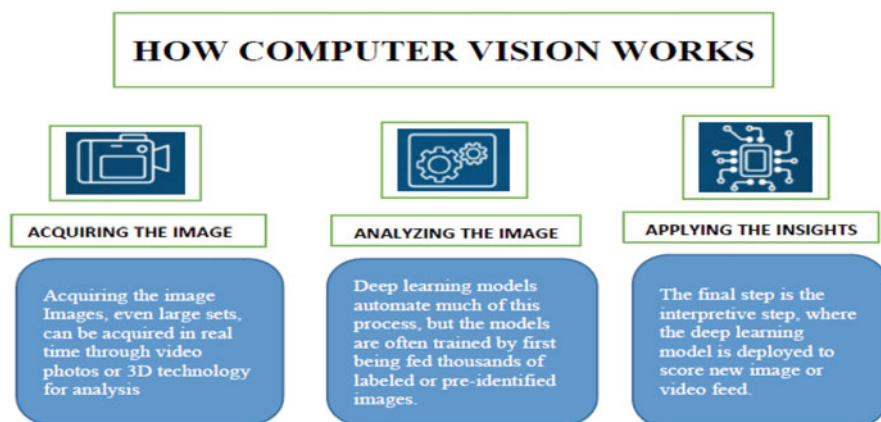 HOW COMPUTER VISION WORKS
ACQUIRING THE IMAGE
Acquiring the image
Images, even large sets,
can be acquired in real
time through video
photos or 3D technology
for analysis
ANALYZING THE IMAGE
Deep learning models
automate much of this
process, but the models
are often trained by first
being fed thousands of
labeled or pre-identified
images.
APPLYING THE INSIGHTS
The final step is the
interpretive step, where
the deep learning
model is deployed to
score new image or
video feed.